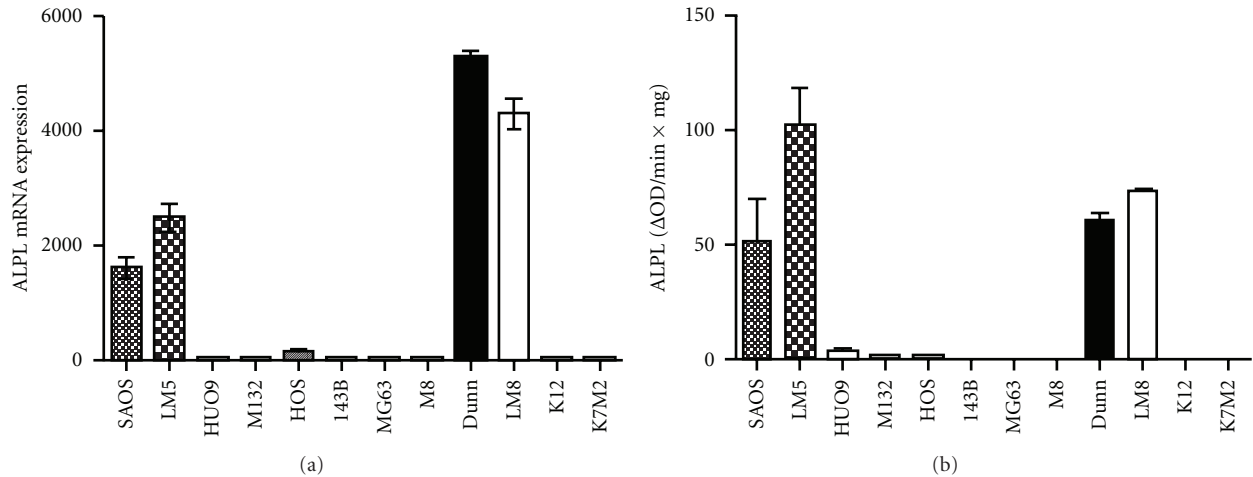 6000
4000
2000
0
ALPL mRNA expression
SAOS
LM5
HUO9
M132
HOS
143B
MG63
M8
Dunn
LM8
K12
K7M2
(a)
150
100
50
0
ALPL (ΔOD/min × mg)
SAOS
LM5
HUO9
M132
HOS
143B
MG63
M8
Dunn
LM8
K12
K7M2
(b)